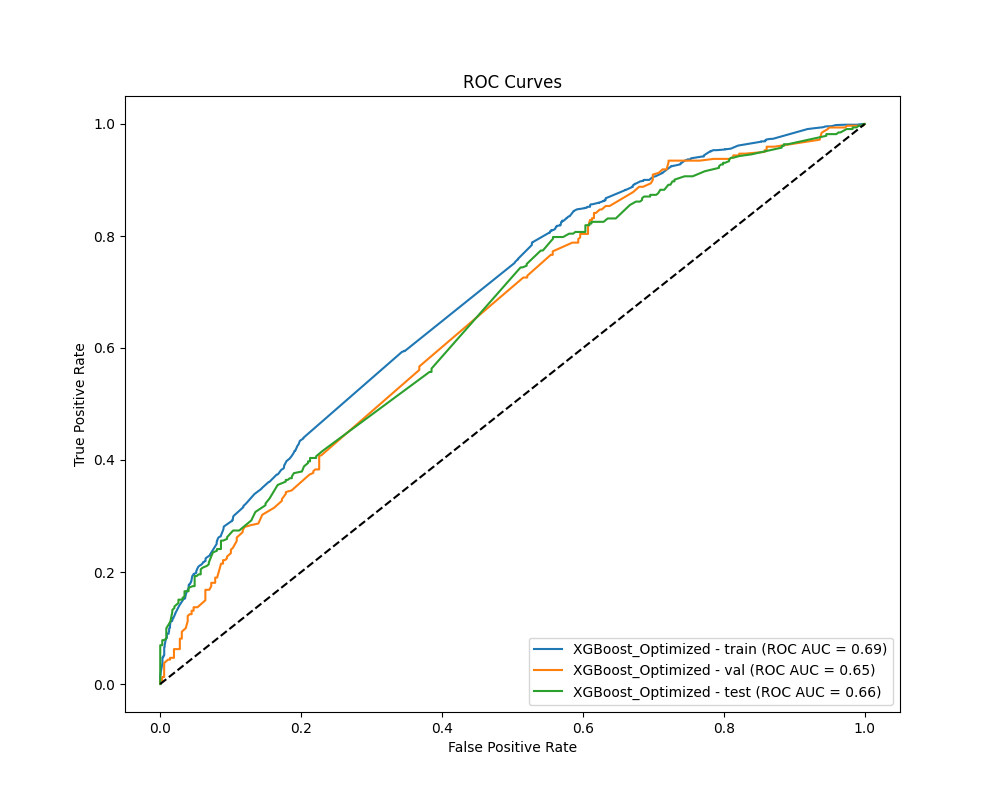 ROC Curves
True Positive Rate
1.0
0.8
0.6
0.4
0.2
0.0
XGBoost_Optimized - train (ROC AUC = 0.69)
XGBoost_Optimized - val (ROC AUC = 0.65)
XGBoost_Optimized - test (ROC AUC = 0.66)
0.0 0.2 0.4 0.6 0.8 1.0
False Positive Rate